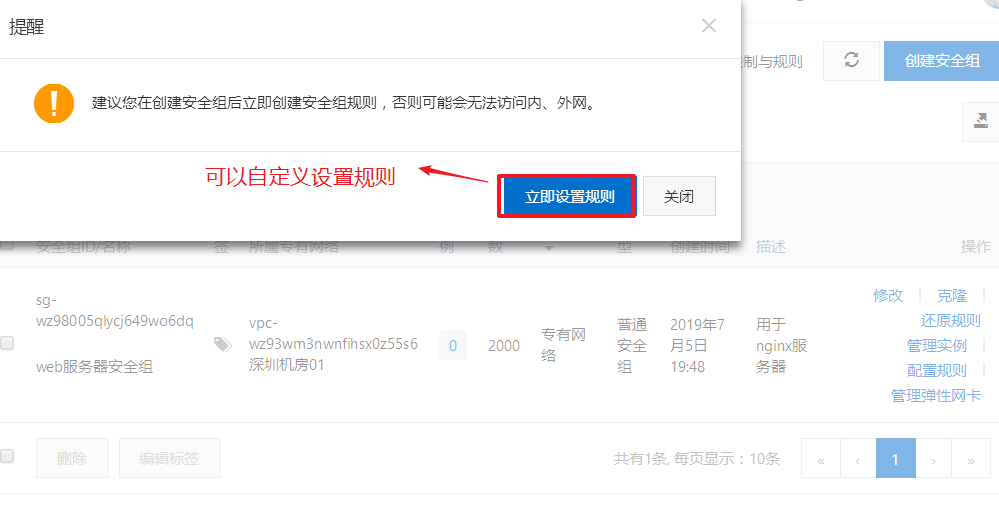 提醒
制与规则
创建安全组
建议您在创建安全组后立即创建安全组规则，否则可能会无法访问内、外网。
可以自定义设置规则
立即设置规则
关闭
安全组ID/名称
签
所属专有网络
例
数
型
创建时间
描述
操作
sg-
wz98005qlycj649wo6dq
web服务器安全组
vpc-
wz93wm3nwnfihsx0z55s6
深圳机房01
0
2000
专有网
络
普通
安全
组
2019年7
月5日
19:48
用于
nginx服
务器
修改
克隆
还原规则
管理实例
配置规则
管理弹性网卡
删除
编辑标签
共有1条, 每页显示：10条
«
‹
1
›
»